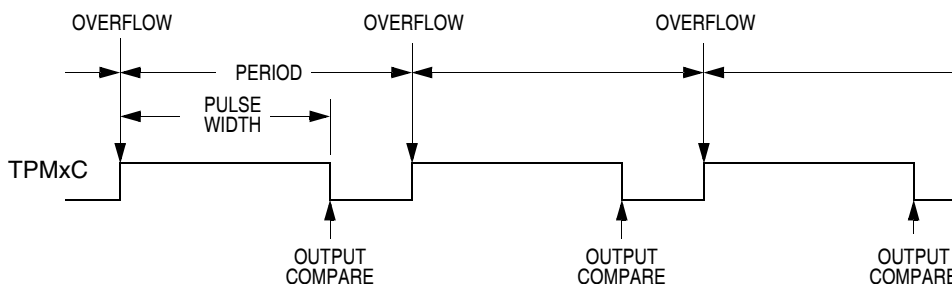 OVERFLOW OVERFLOW OVERFLOW
PERIOD
PULSE
WIDTH
TPMxC
OUTPUT
COMPARE
OUTPUT
COMPARE
OUTPUT
COMPARE